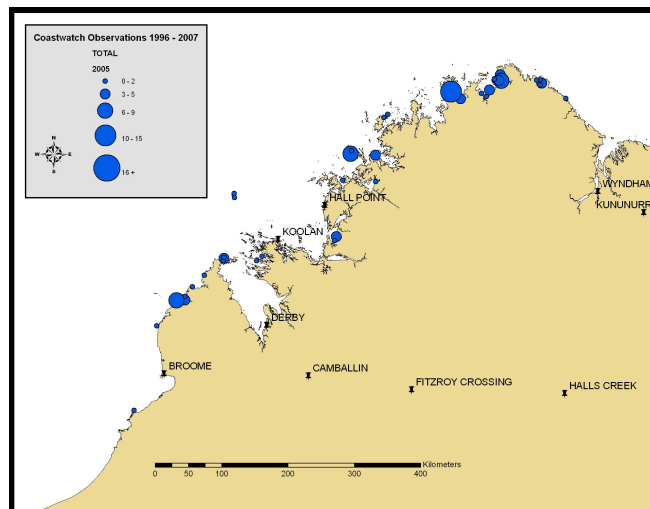 Coastwatch Observations 1996 - 2007
TOTAL
2005
0 - 2
3 - 5
6 - 9
10 - 15
16 +
N
W E
S
WYNDHAM
KUNUNURR
HALL POINT
KOOLAN
DERBY
BROOME
CAMBALLIN
FITZROY CROSSING
HALLS CREEK
Kilometers
0 50 100 200 300 400